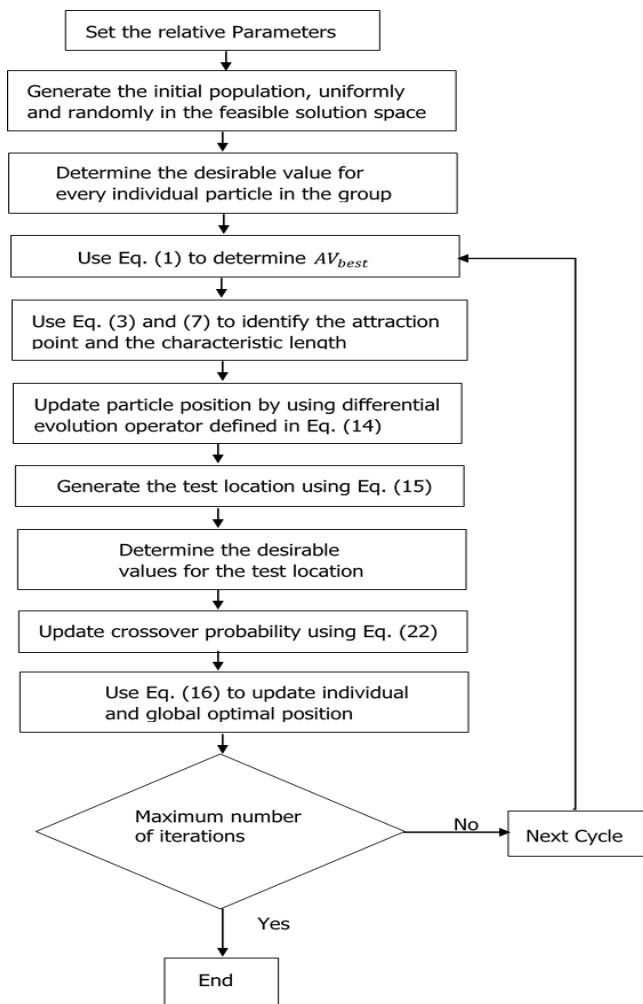 Set the relative Parameters
Generate the initial population, uniformly
and randomly in the feasible solution space
Determine the desirable value for
every individual particle in the group
Use Eq. (1) to determine AV_best
Use Eq. (3) and (7) to identify the attraction
point and the characteristic length
Update particle position by using differential
evolution operator defined in Eq. (14)
Generate the test location using Eq. (15)
Determine the desirable
values for the test location
Update crossover probability using Eq. (22)
Use Eq. (16) to update individual
and global optimal position
Maximum number
of iterations
No
Next Cycle
Yes
End